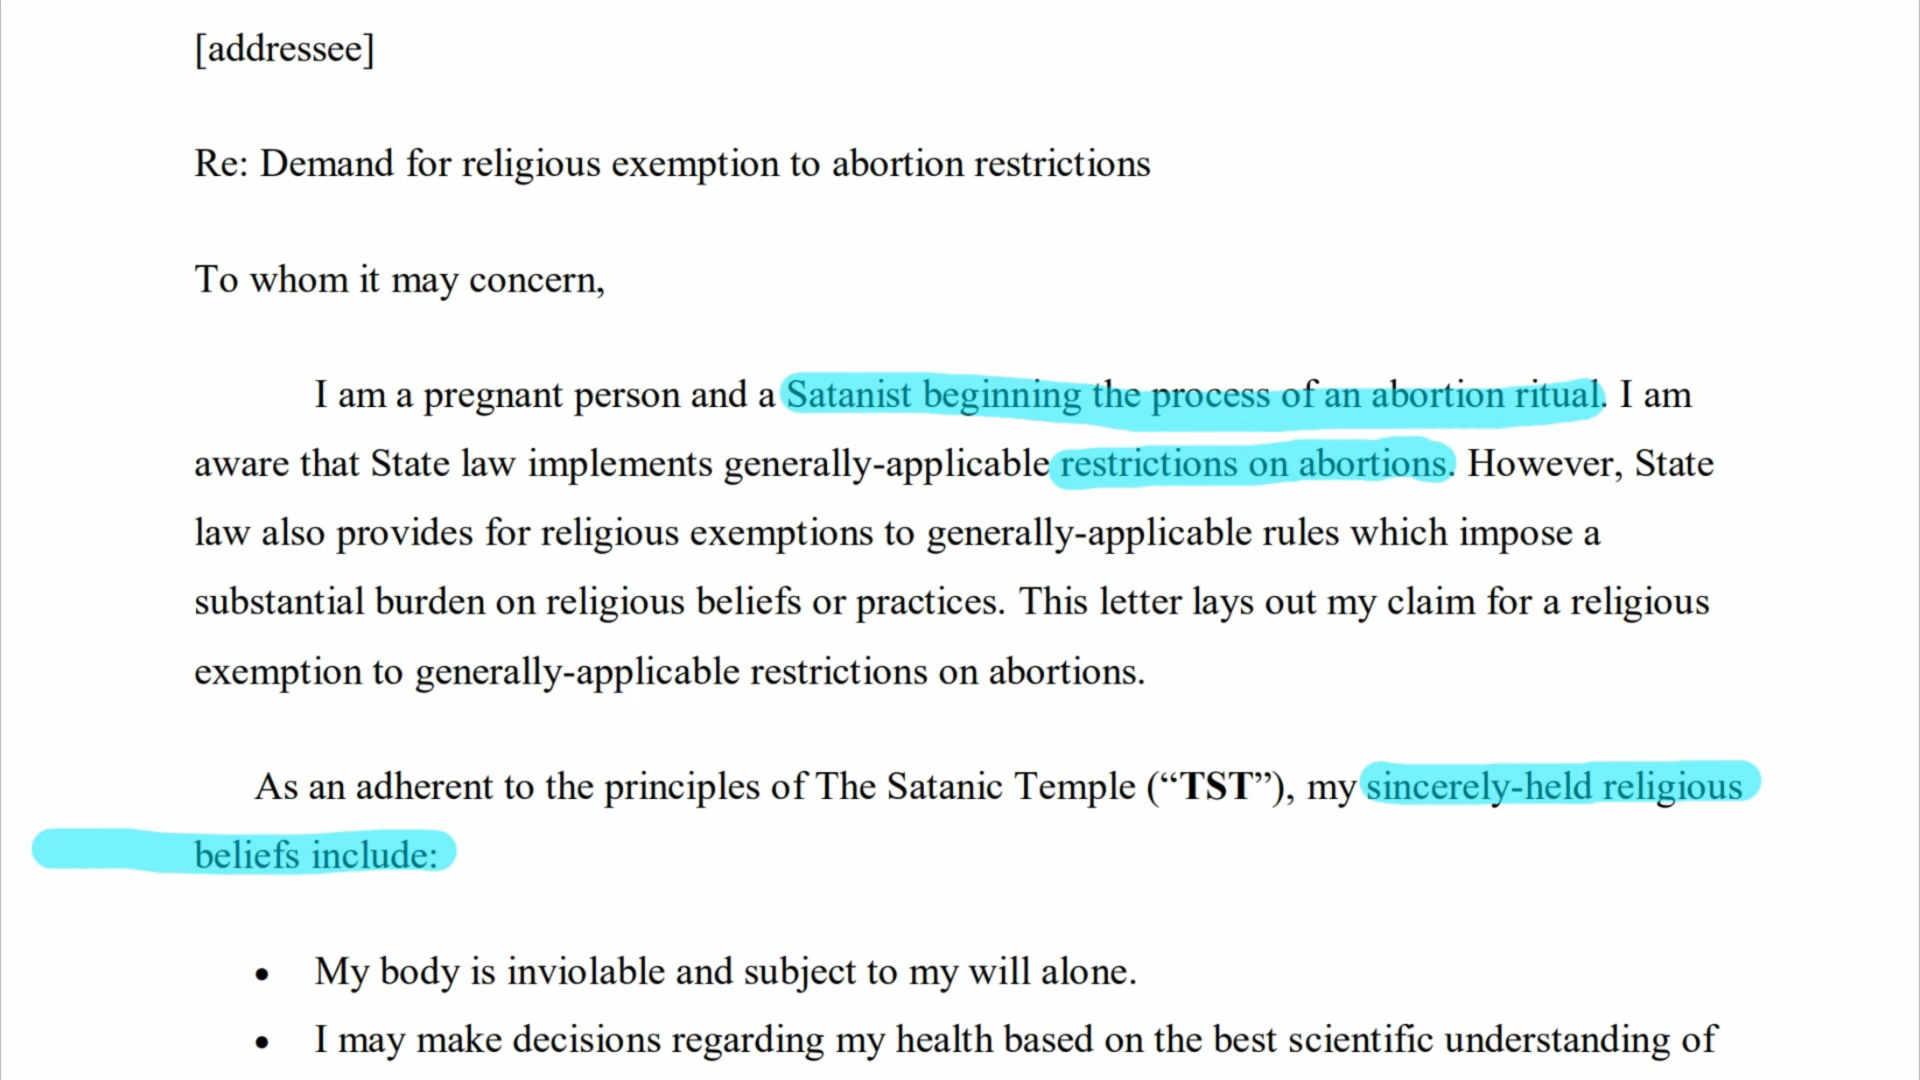 [addressee]
Re: Demand for religious exemption to abortion restrictions
To whom it may concern,
I am a pregnant person and a Satanist beginning the process of an abortion ritual. I am
aware that State law implements generally-applicable restrictions on abortions. However, State
law also provides for religious exemptions to generally-applicable rules which impose a
substantial burden on religious beliefs or practices. This letter lays out my claim for a religious
exemption to generally-applicable restrictions on abortions.
As an adherent to the principles of The Satanic Temple (“TST”), my sincerely-held religious
beliefs include:
• My body is inviolable and subject to my will alone.
• I may make decisions regarding my health based on the best scientific understanding of